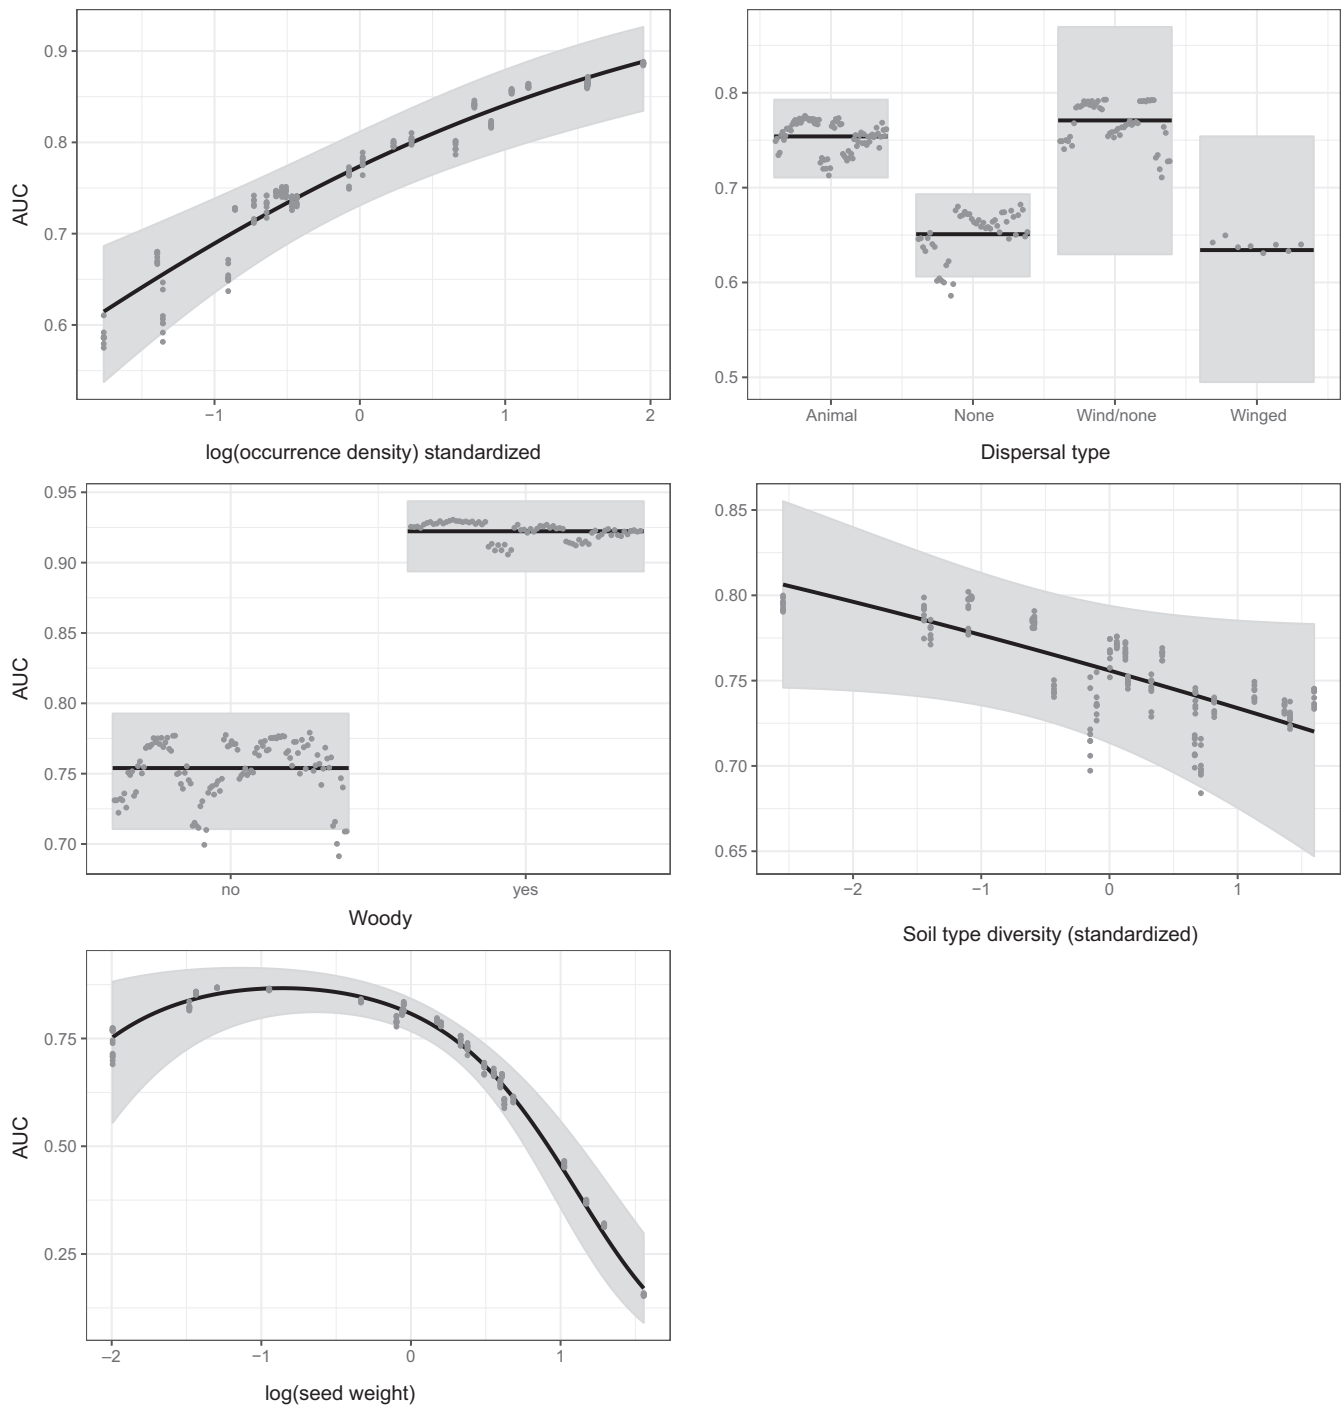 AUC
0.9
0.8
0.7
0.6
−1
0
1
2
log(occurrence density) standardized
0.8
0.7
0.6
0.5
Animal
None
Wind/none
Winged
Dispersal type
AUC
0.95
0.90
0.85
0.80
0.75
0.70
no
yes
Woody
0.85
0.80
0.75
0.70
0.65
−2
−1
0
1
Soil type diversity (standardized)
AUC
0.75
0.50
0.25
−2
−1
0
1
log(seed weight)